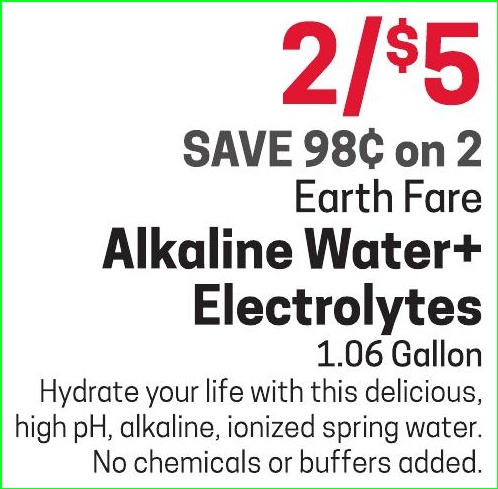 2/$5
SAVE 98¢ on 2
Earth Fare
Alkaline Water+
Electrolytes
1.06 Gallon
Hydrate your life with this delicious,
high pH, alkaline, ionized spring water.
No chemicals or buffers added.